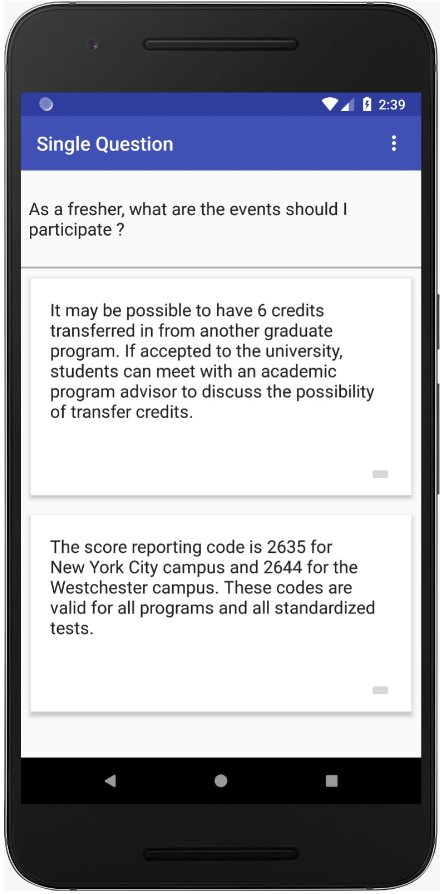 2:39
Single Question
As a fresher, what are the events should I
participate ?
It may be possible to have 6 credits
transferred in from another graduate
program. If accepted to the university,
students can meet with an academic
program advisor to discuss the possibility
of transfer credits.
The score reporting code is 2635 for
New York City campus and 2644 for the
Westchester campus. These codes are
valid for all programs and all standardized
tests.